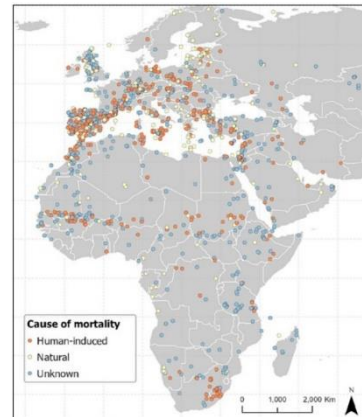 Cause of mortality
Human-induced
Natural
Unknown
0 1,000 2,000 Km
N